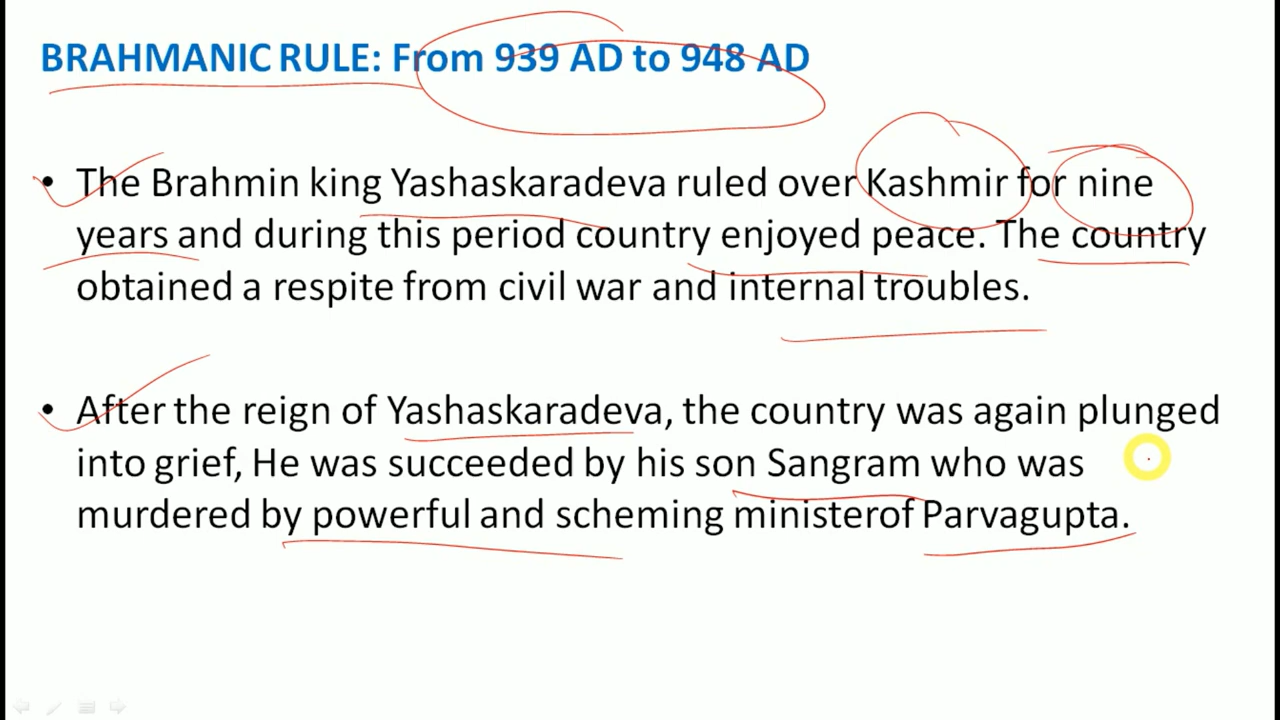 BRAHMANIC RULE: From 939 AD to 948 AD
• The Brahmin king Yashaskaradeva ruled over Kashmir for nine
years and during this period country enjoyed peace. The country
obtained a respite from civil war and internal troubles.
• After the reign of Yashaskaradeva, the country was again plunged
into grief, He was succeeded by his son Sangram who was
murdered by powerful and scheming ministerof Parvagupta.